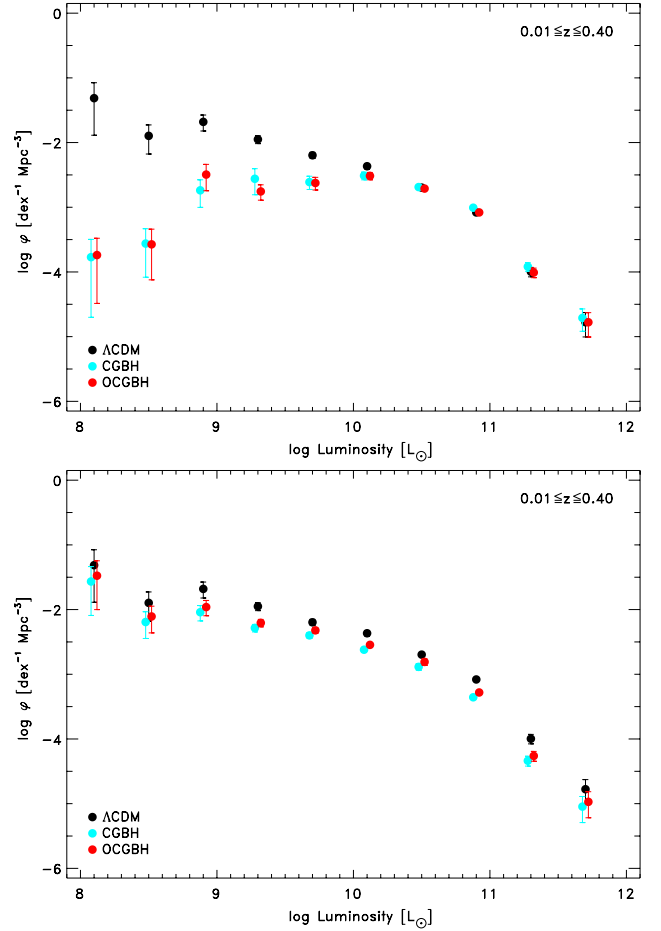 0.01≤z≤0.40
0
−2
−4
−6
log φ [dex⁻¹ Mpc⁻³]
ΛCDM
CGBH
OCGBH
8
9
10
11
12
log Luminosity [L⊙]
0.01≤z≤0.40
0
−2
−4
−6
log φ [dex⁻¹ Mpc⁻³]
ΛCDM
CGBH
OCGBH
8
9
10
11
12
log Luminosity [L⊙]